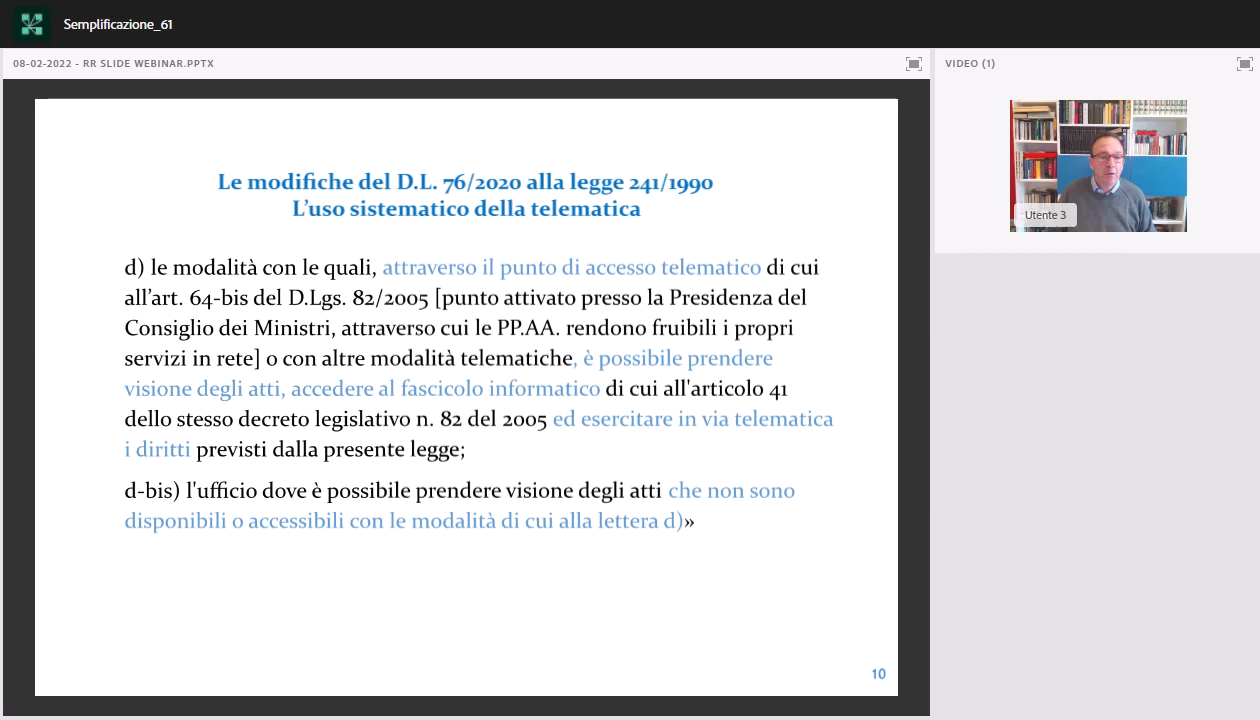 Semplificazione_61
08-02-2022 - RR SLIDE WEBINAR.PPTX
VIDEO (1)
Utente 3
Le modifiche del D.L. 76/2020 alla legge 241/1990
L’uso sistematico della telematica
d) le modalità con le quali, attraverso il punto di accesso telematico di cui
all’art. 64-bis del D.Lgs. 82/2005 [punto attivato presso la Presidenza del
Consiglio dei Ministri, attraverso cui le PP.AA. rendono fruibili i propri
servizi in rete] o con altre modalità telematiche, è possibile prendere
visione degli atti, accedere al fascicolo informatico di cui all'articolo 41
dello stesso decreto legislativo n. 82 del 2005 ed esercitare in via telematica
i diritti previsti dalla presente legge;
d-bis) l'ufficio dove è possibile prendere visione degli atti che non sono
disponibili o accessibili con le modalità di cui alla lettera d)»
10